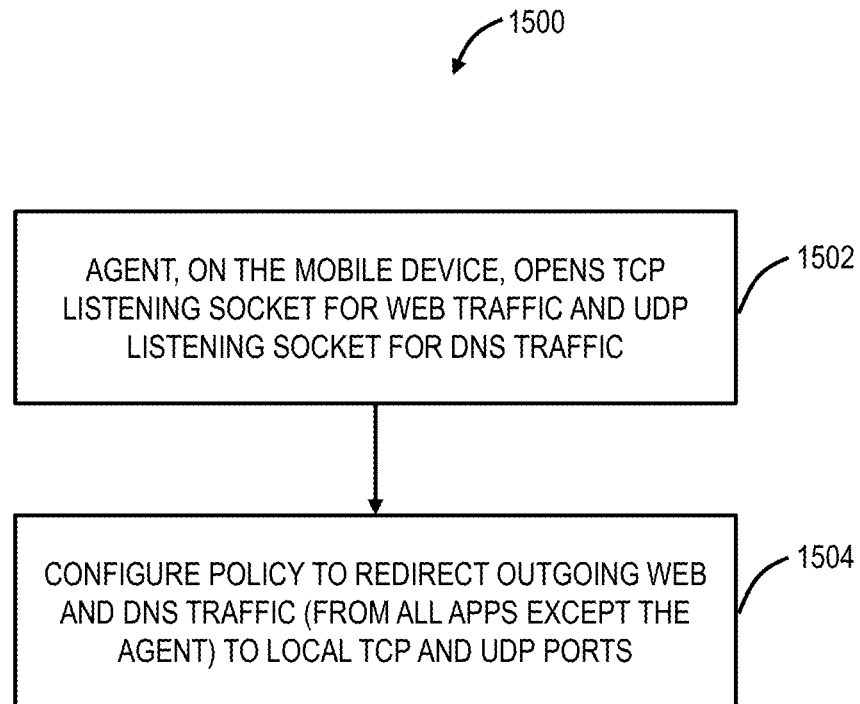 1500
AGENT, ON THE MOBILE DEVICE, OPENS TCP
LISTENING SOCKET FOR WEB TRAFFIC AND UDP
LISTENING SOCKET FOR DNS TRAFFIC
1502
CONFIGURE POLICY TO REDIRECT OUTGOING WEB
AND DNS TRAFFIC (FROM ALL APPS EXCEPT THE
AGENT) TO LOCAL TCP AND UDP PORTS
1504